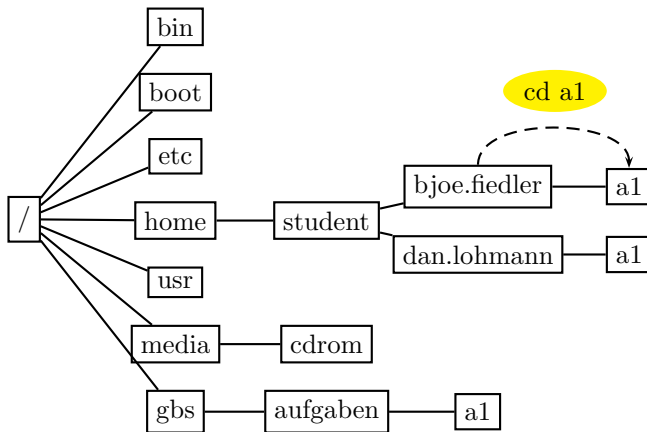 bin
boot
cd a1
etc
bjoe.fiedler
a1
/
home
student
dan.lohmann
a1
usr
media
cdrom
gbs
aufgaben
a1